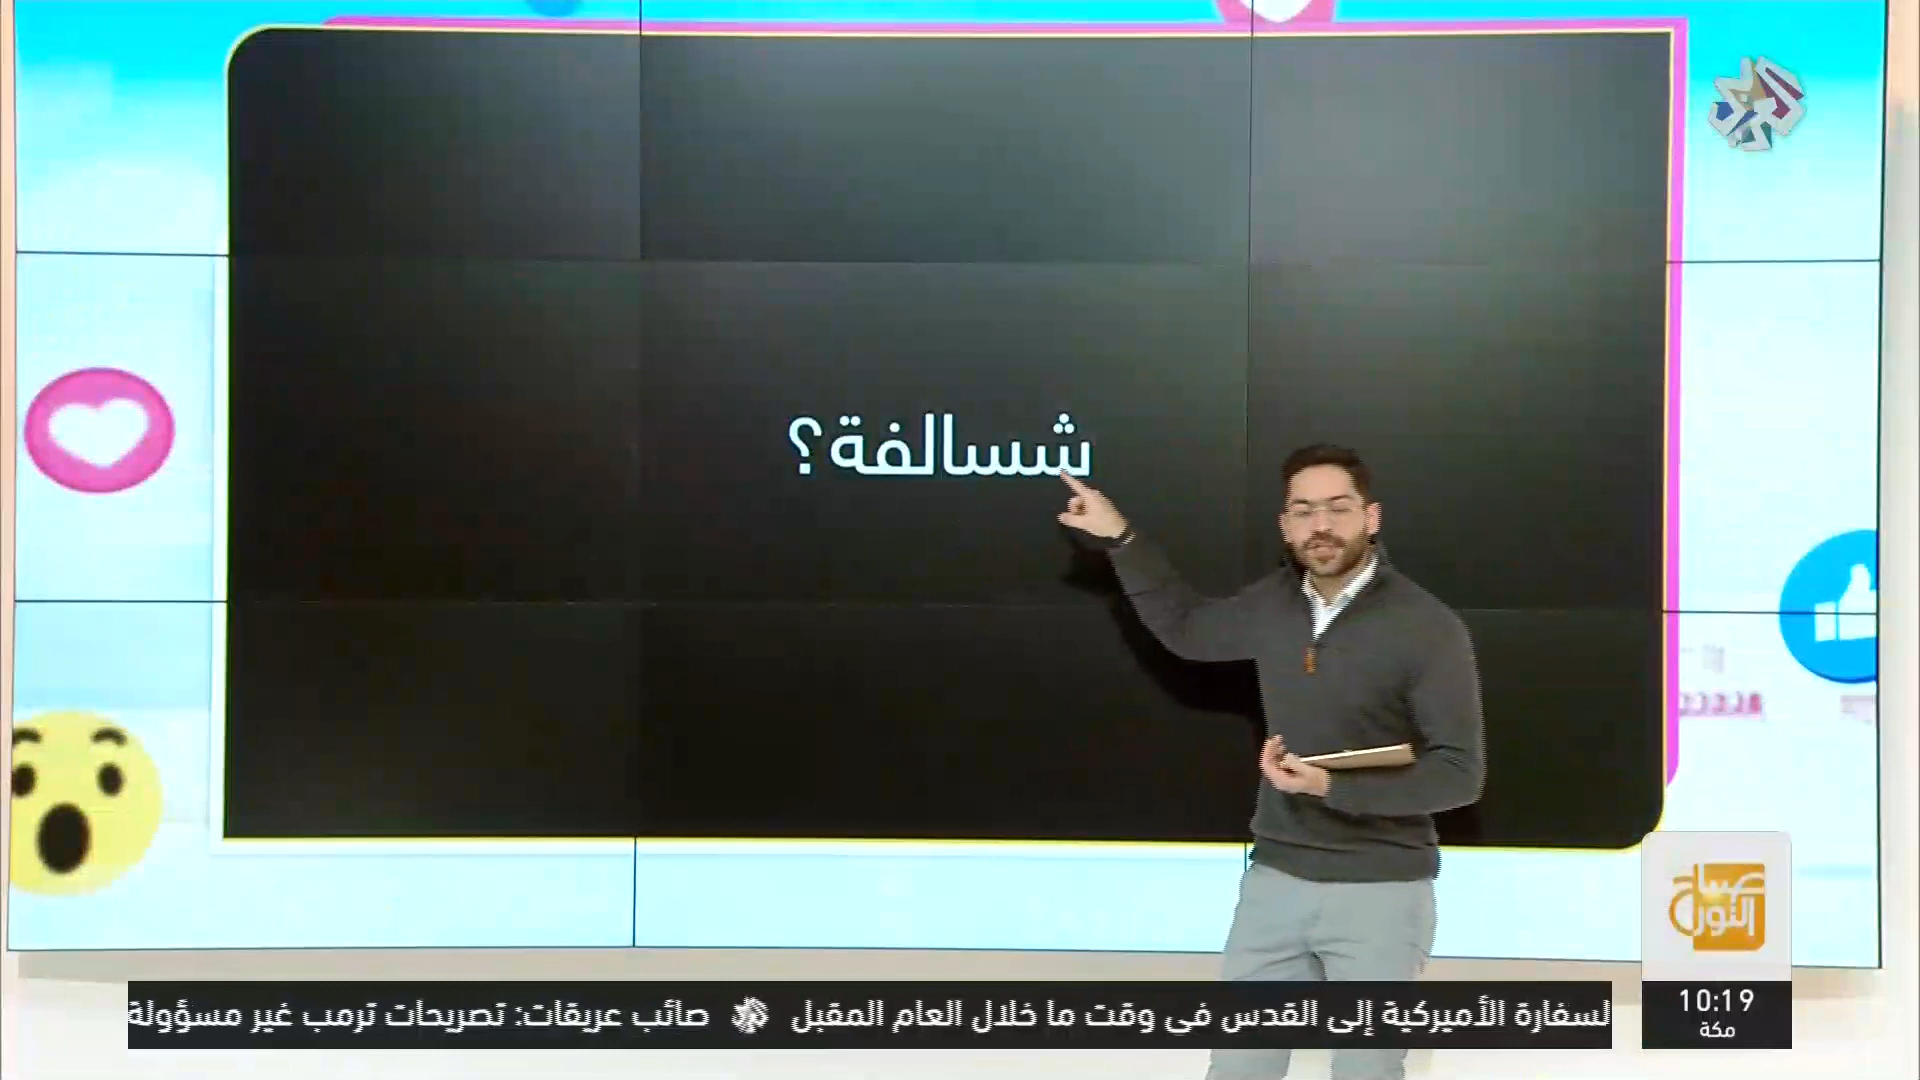 شسالفة؟
صباح النور
10:19
مكة
لسفارة الأميركية إلى القدس في وقت ما خلال العام المقبل
صائب عريقات: تصريحات ترمب غير مسؤولة